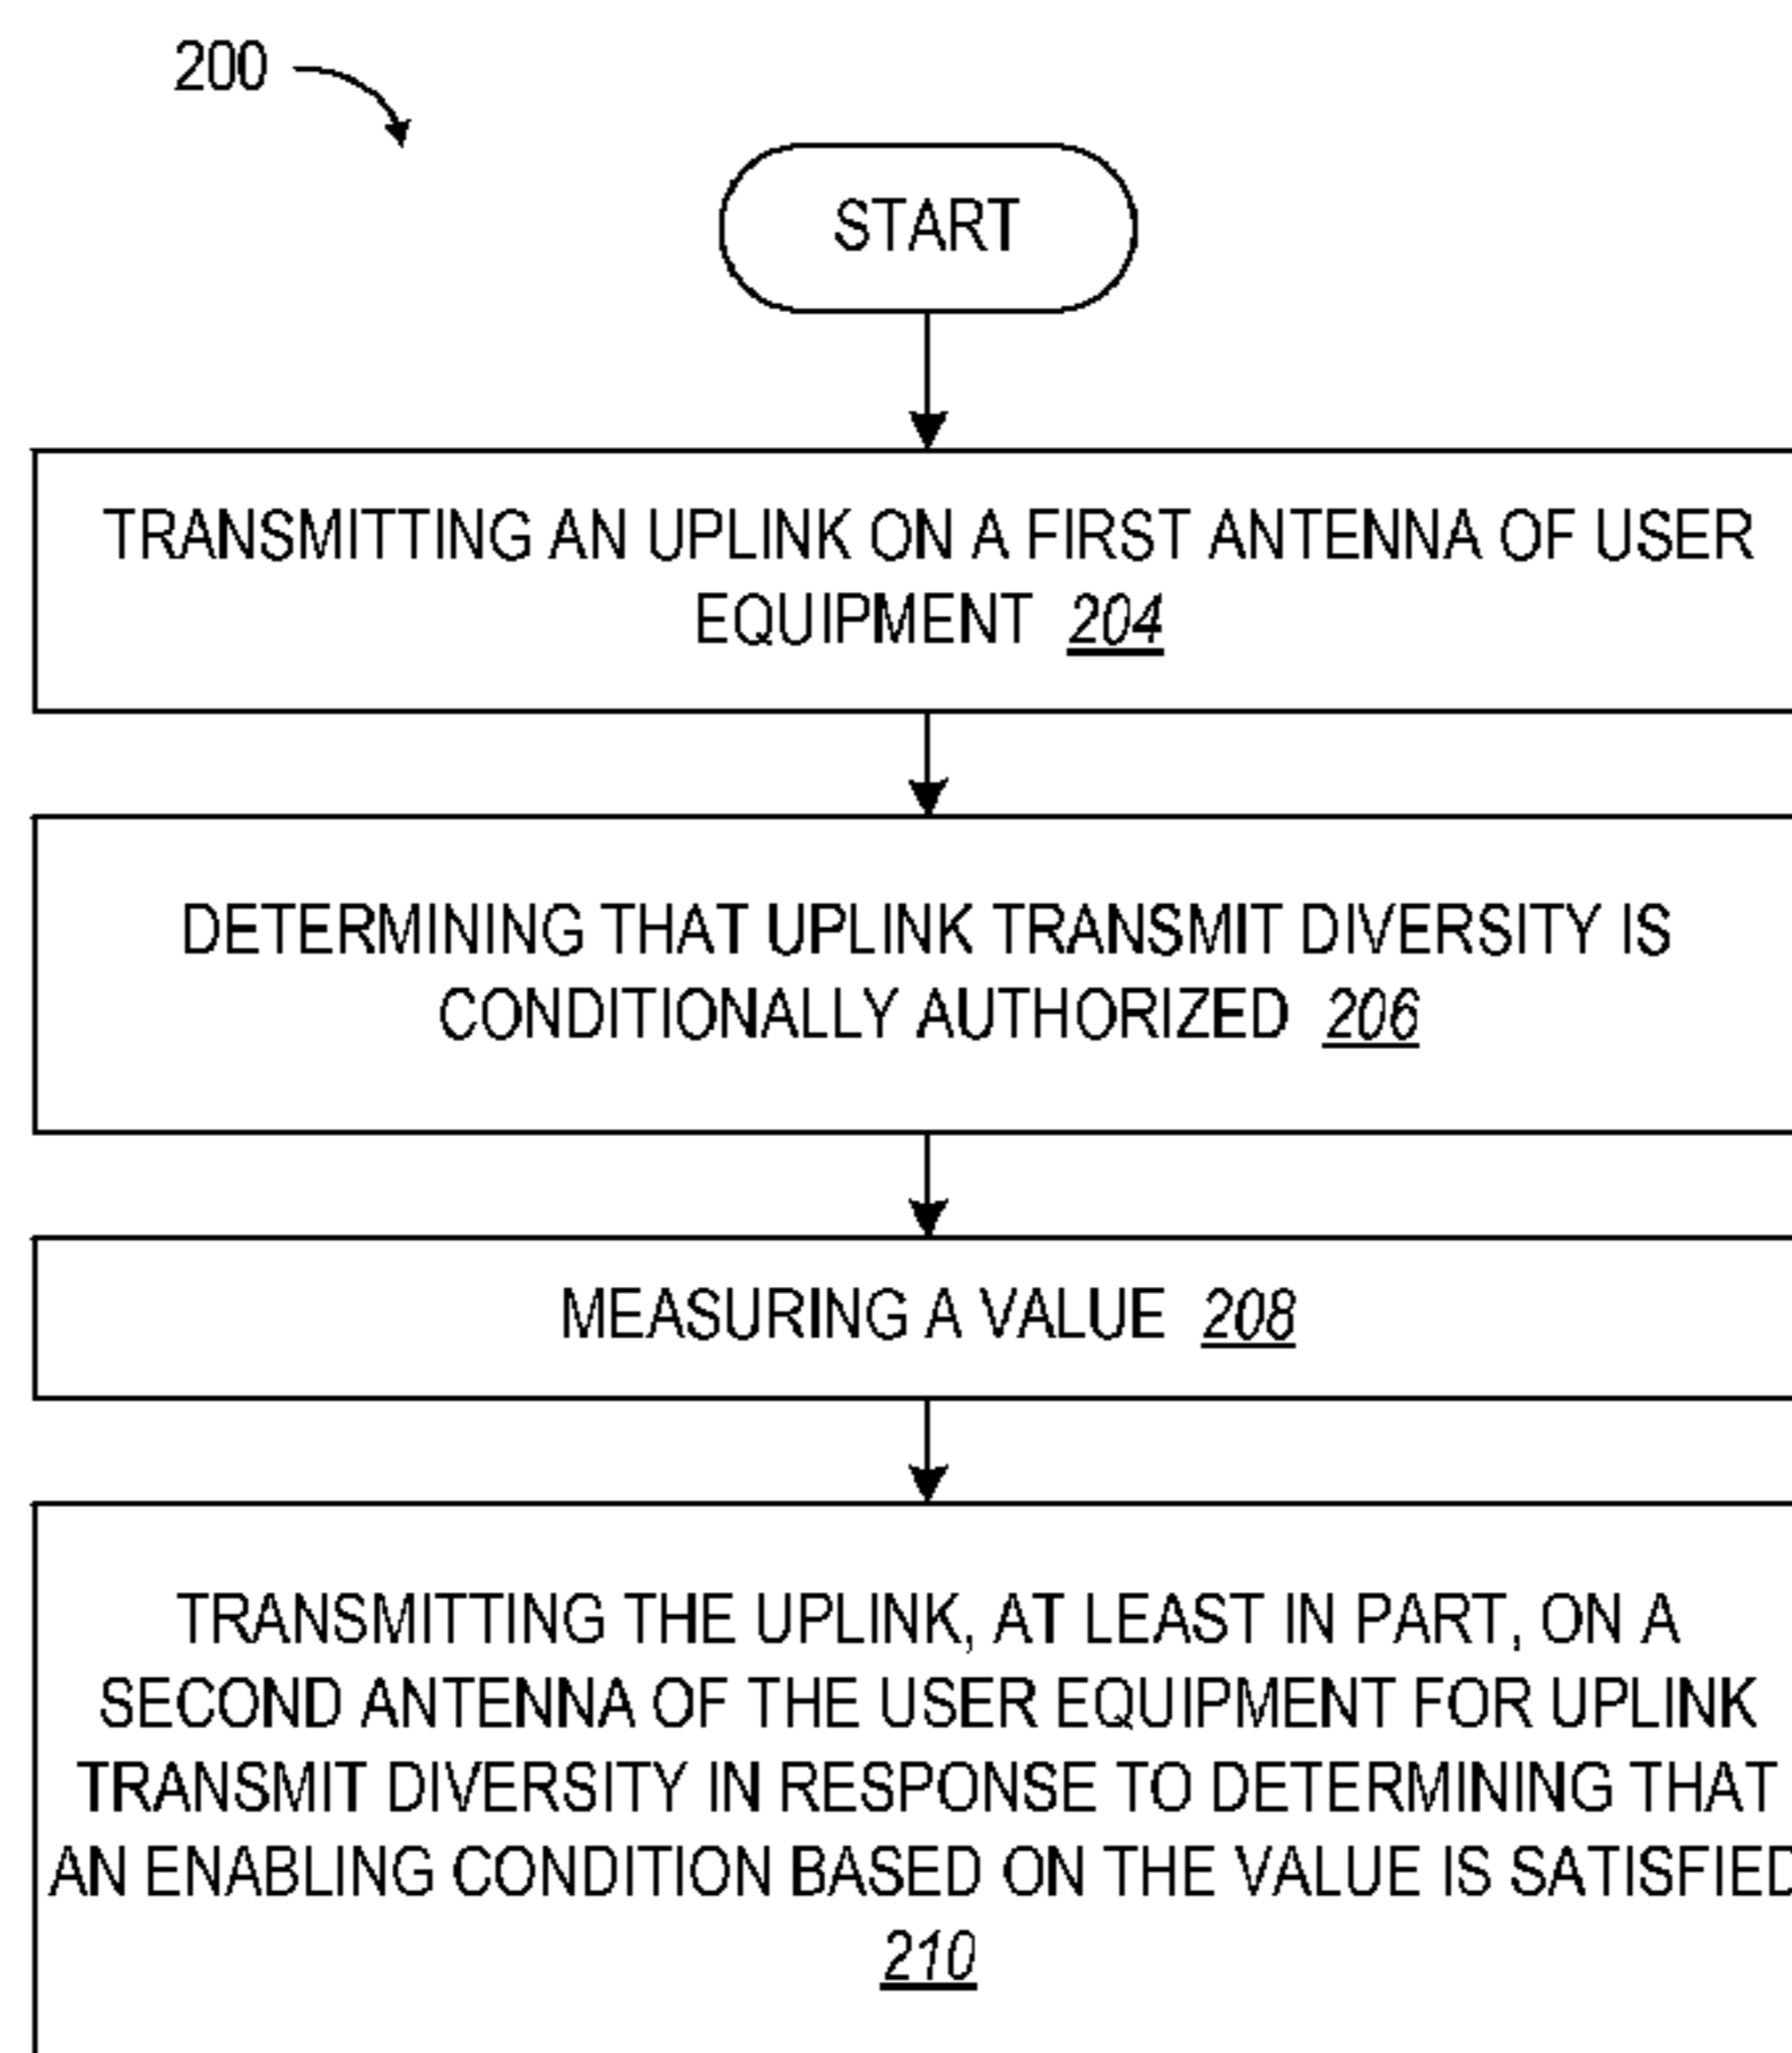 200
START
TRANSMITTING AN UPLINK ON A FIRST ANTENNA OF USER
EQUIPMENT 204
DETERMINING THAT UPLINK TRANSMIT DIVERSITY IS
CONDITIONALLY AUTHORIZED 206
MEASURING A VALUE 208
TRANSMITTING THE UPLINK, AT LEAST IN PART, ON A
SECOND ANTENNA OF THE USER EQUIPMENT FOR UPLINK
TRANSMIT DIVERSITY IN RESPONSE TO DETERMINING THAT
AN ENABLING CONDITION BASED ON THE VALUE IS SATISFIED
210